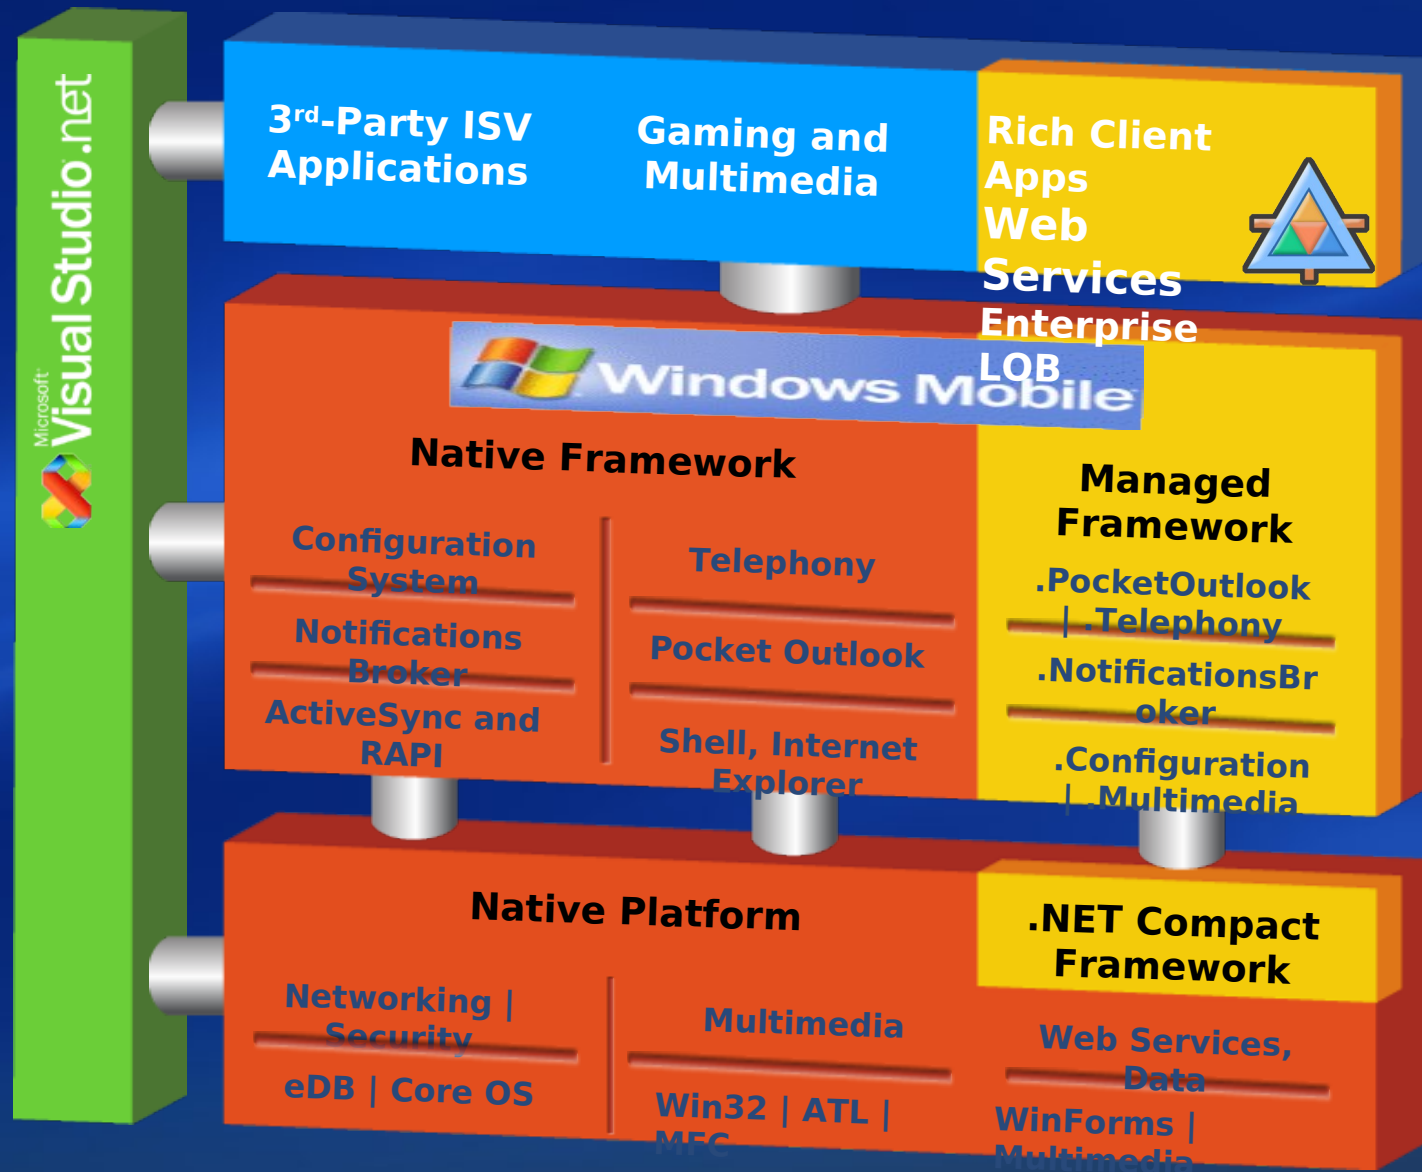 Microsoft
Visual Studio.net
3rd-Party ISV
Applications
Gaming and
Multimedia
Rich Client
Apps
Web
Services
Enterprise
LOB
Windows Mobile
Native Framework
Configuration
System
Notifications
Broker
ActiveSync and
RAPI
Telephony
Pocket Outlook
Shell, Internet
Explorer
Managed
Framework
.PocketOutlook
| .Telephony
.NotificationsBr
oker
.Configuration
| .Multimedia
Native Platform
Networking |
Security
eDB | Core OS
Multimedia
Win32 | ATL |
MFC
.NET Compact
Framework
Web Services,
Data
WinForms |
Multimedia